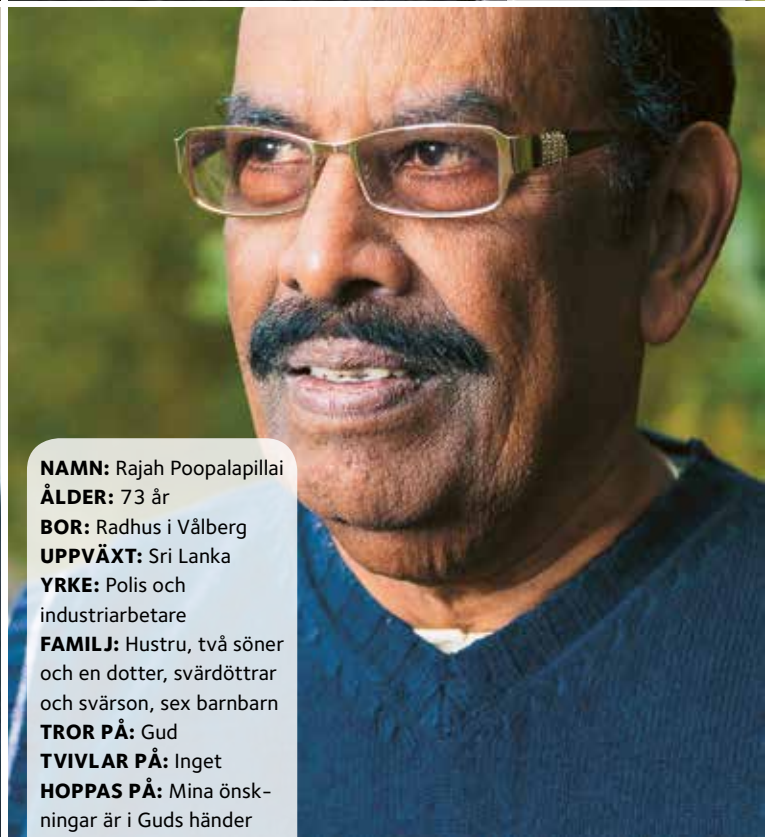 NAMN: Rajah Poopalapillai
ÅLDER: 73 år
BOR: Radhus i Vålberg
UPPVÄXT: Sri Lanka
YRKE: Polis och
industriarbetare
FAMILJ: Hustru, två söner
och en dotter, svärdöttrar
och svärson, sex barnbarn
TROR PÅ: Gud
TVIVLAR PÅ: Inget
HOPPAS PÅ: Mina önsk-
ningar är i Guds händer